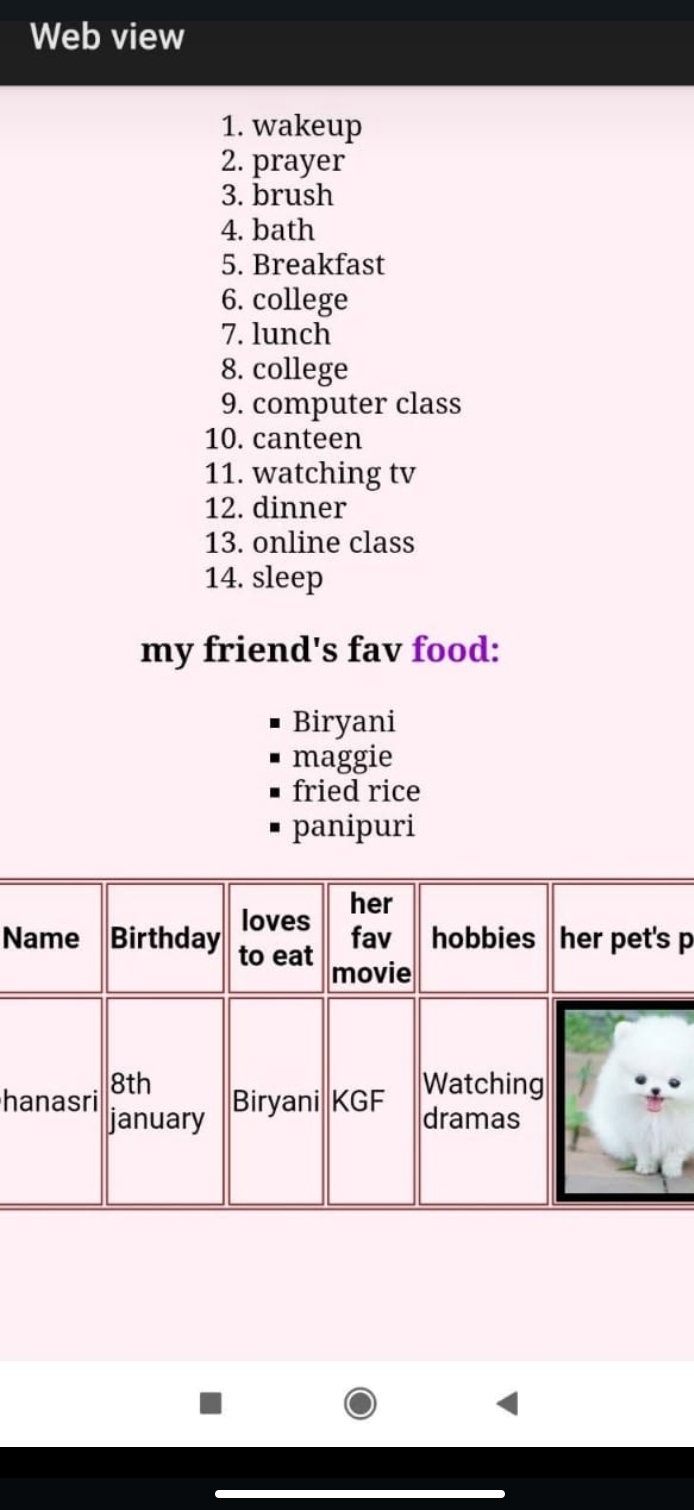 Web view
1. wakeup
2. prayer
3. brush
4. bath
5. Breakfast
6. college
7. lunch
8. college
9. computer class
10. canteen
11. watching tv
12. dinner
13. online class
14. sleep
my friend's fav food:
▪ Biryani
▪ maggie
▪ fried rice
▪ panipuri
Name
Birthday
loves
to eat
her
fav
movie
hobbies
her pet's p
hanasri
8th
january
Biryani
KGF
Watching
dramas